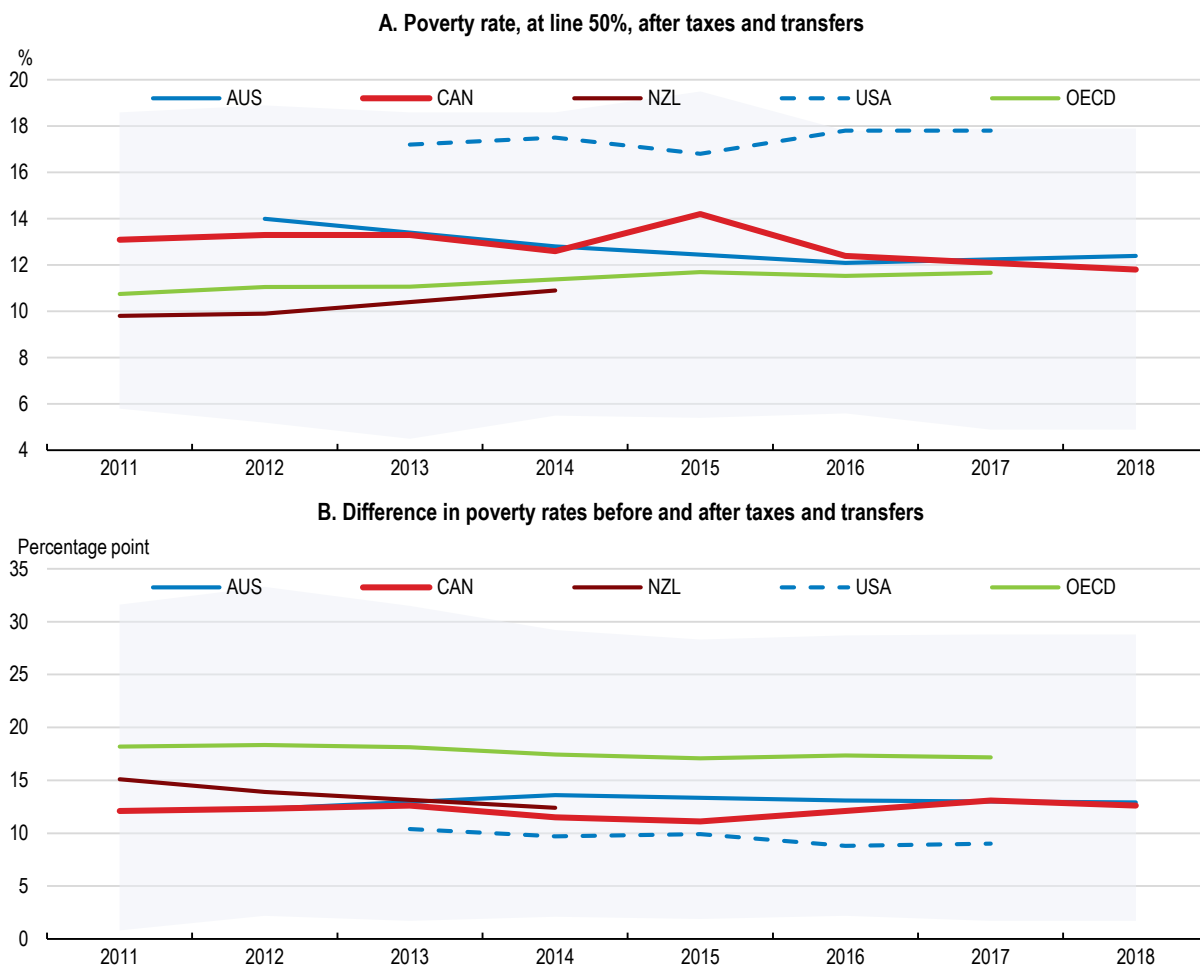 A. Poverty rate, at line 50%, after taxes and transfers
%
20
AUS CAN NZL USA OECD
18
16
14
12
10
8
6
4
2011 2012 2013 2014 2015 2016 2017 2018
B. Difference in poverty rates before and after taxes and transfers
Percentage point
35
AUS CAN NZL USA OECD
30
25
20
15
10
5
0
2011 2012 2013 2014 2015 2016 2017 2018